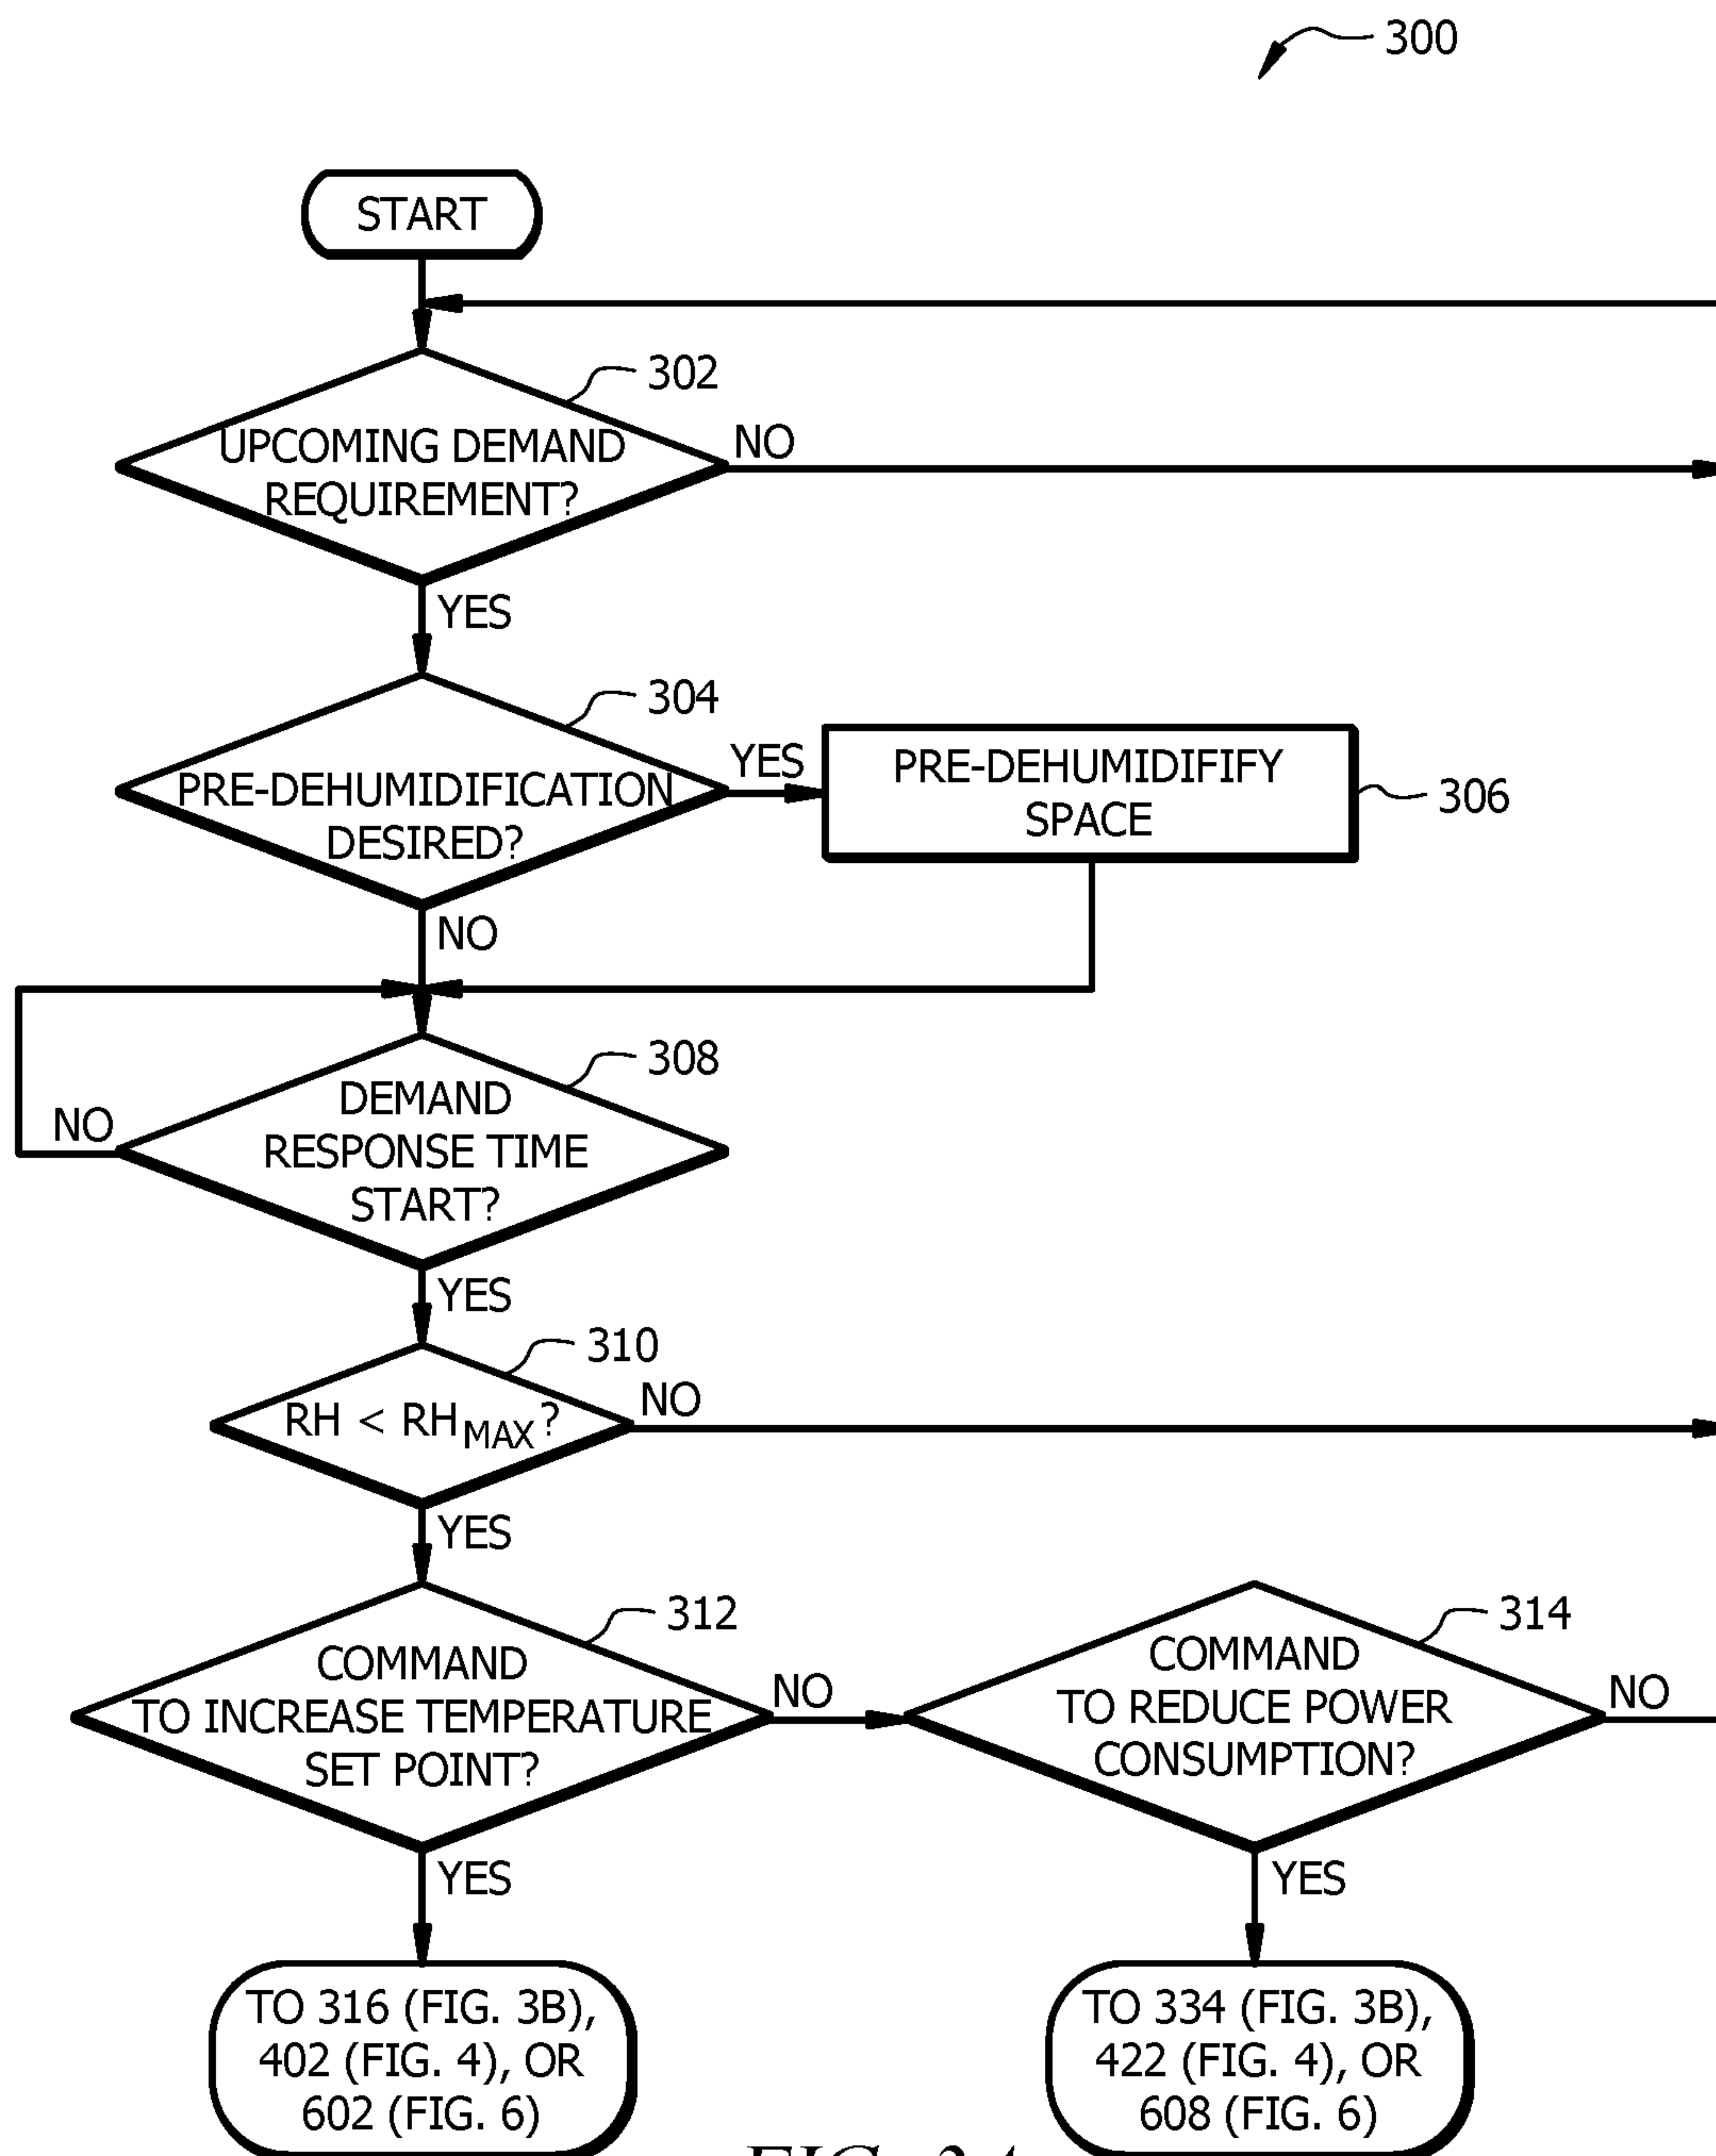 300
START
302
UPCOMING DEMAND
REQUIREMENT?
NO
YES
304
PRE-DEHUMIDIFICATION
DESIRED?
YES
PRE-DEHUMIDIFIFY
SPACE
306
NO
308
DEMAND
RESPONSE TIME
START?
NO
YES
310
RH < RHMAX?
NO
YES
312
COMMAND
TO INCREASE TEMPERATURE
SET POINT?
NO
314
COMMAND
TO REDUCE POWER
CONSUMPTION?
NO
YES
YES
TO 316 (FIG. 3B),
402 (FIG. 4), OR
602 (FIG. 6)
TO 334 (FIG. 3B),
422 (FIG. 4), OR
608 (FIG. 6)